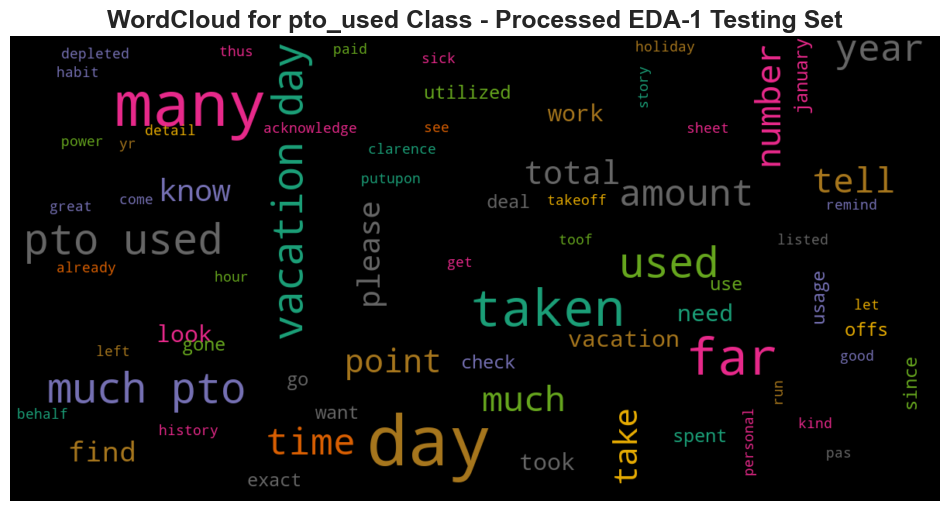 WordCloud for pto_used Class - Processed EDA-1 Testing Set
depleted
thus
paid
sick
holiday
year
habit
many
vacation day
utilized
story
number
january
detail
acknowledge
see
work
sheet
power
yr
clarence
know
putupon
total
amount
tell
great
come
deal
takeoff
remind
pto used
please
toof
listed
already
hour
get
used
use
usage
taken
need
let
offs
look
gone
left
point
check
vacation
far
good
since
much pto
go
much
run
behalf
want
take
personal
kind
history
find
time
day
took
spent
pas
exact